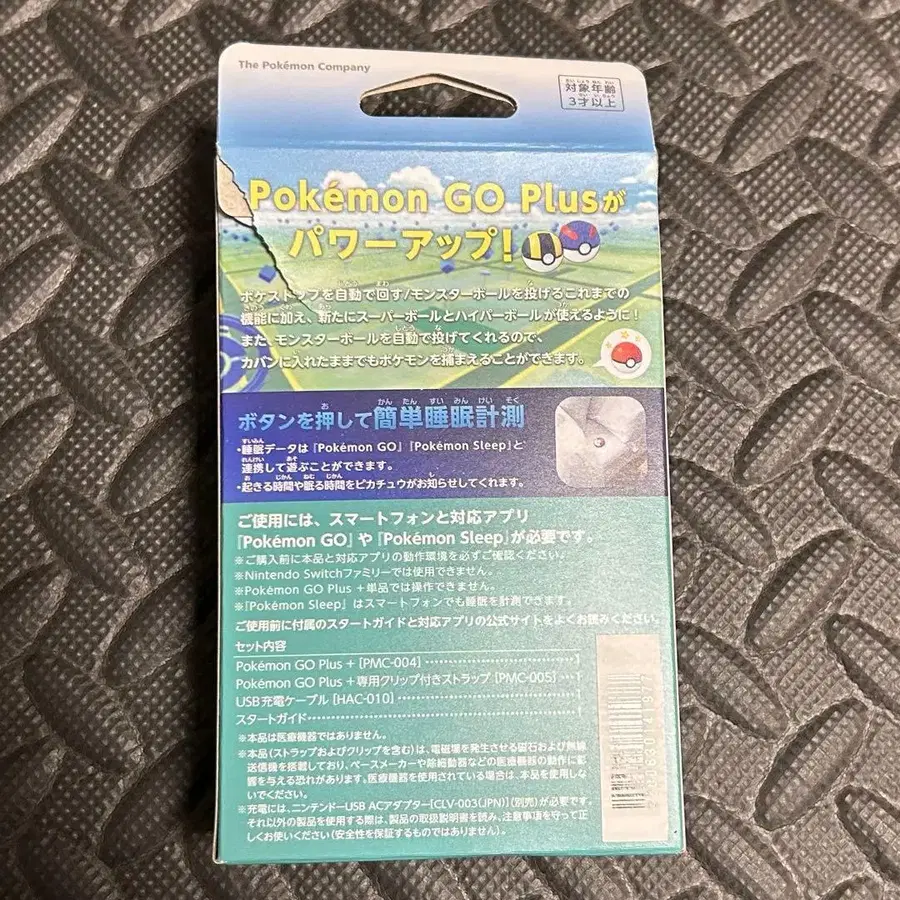 The Pokémon Company
対象年齢
3才以上
Pokémon GO Plusが
パワーアップ!
ポケストップを自動で回す/モンスターボールを投げるこれまでの
機能に加え、新たにスーパーボールとハイパーボールが使えるように!
また、モンスターボールを自動で投げてくれるので、
カバンに入れたままでもポケモンを捕まえることができます。
ボタンを押して簡単睡眠計測
・睡眠データは『Pokémon GO』『Pokémon Sleep』と
連携して遊ぶことができます。
・起きる時間や眠る時間をピカチュウがお知らせしてくれます。
ご使用には、スマートフォンと対応アプリ
『Pokémon GO』や『Pokémon Sleep』が必要です。
※ご購入前に本品と対応アプリの動作環境を必ずご確認ください。
※Nintendo Switchファミリーでは使用できません。
※Pokémon GO Plus +単品では操作できません。
※『Pokémon Sleep』はスマートフォンでも睡眠を計測できます。
ご使用前に付属のスタートガイドと対応アプリの公式サイトをよくお読みください。
セット内容
Pokémon GO Plus + [PMC-004] 1
Pokémon GO Plus +専用クリップ付きストラップ [PMC-005] 1
USB充電ケーブル [HAC-010] 1
スタートガイド 1
※本品は医療機器ではありません。
※本品(ストラップおよびクリップを含む)は、電磁場を発生させる磁石および無線
送信機を搭載しており、ペースメーカーや除細動器などの医療機器の動作に影
響を与える恐れがあります。医療機器を使用されている場合は、本品を使用しな
いでください。
※充電には、ニンテンドーUSB ACアダプター[CLV-003(JPN)](別売)が必要です。
それ以外の製品を使用する際は、製品の取扱説明書を読み、注意事項を守って正
しくお使いください(安全性を保証するものではありません)。